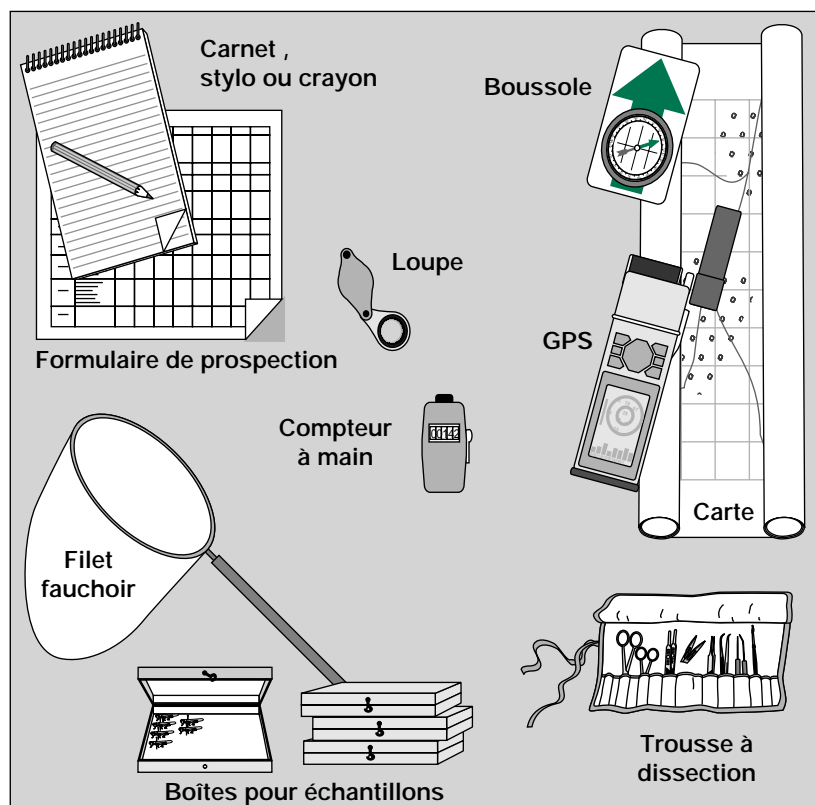 Carnet ,
stylo ou crayon
Boussole
Loupe
Formulaire de prospection
GPS
Compteur
à main
00142
Carte
Filet
fauchoir
Trousse à
dissection
Boîtes pour échantillons